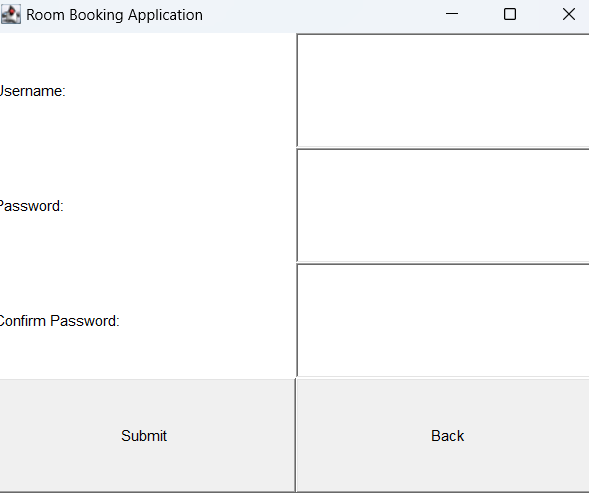 Room Booking Application
Username:
Password:
Confirm Password:
Submit
Back